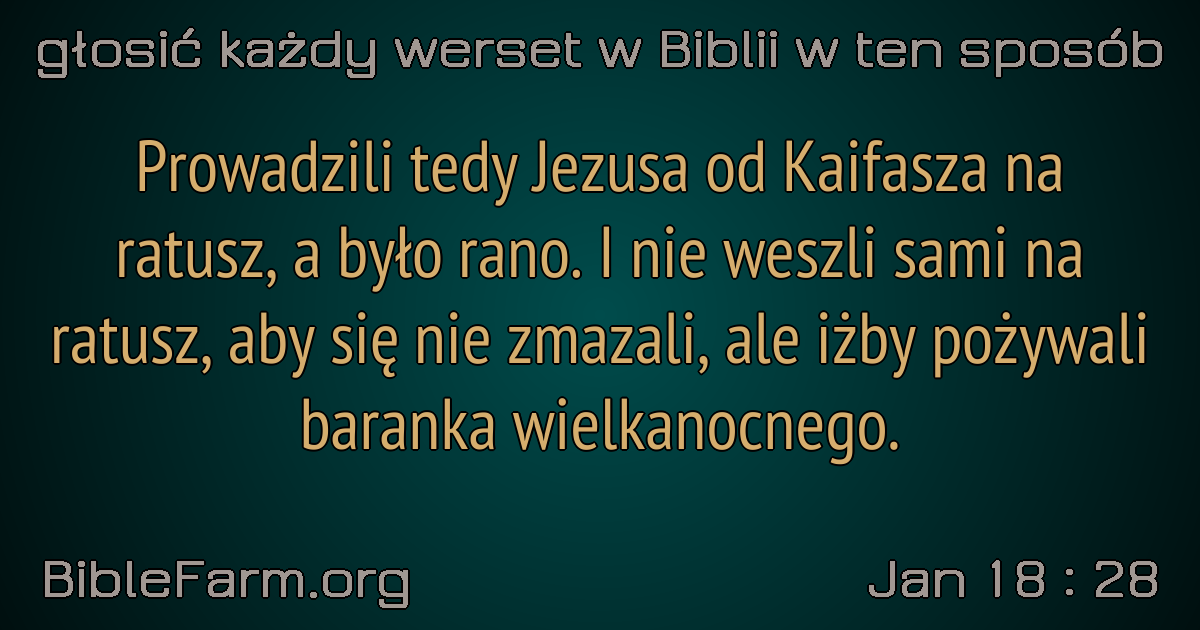 głosić każdy werset w Biblii w ten sposób
Prowadzili tedy Jezusa od Kaifasza na
ratusz, a było rano. I nie weszli sami na
ratusz, aby się nie zmazali, ale iżby pożywali
baranka wielkanocnego.
BibleFarm.org
Jan 18 : 28